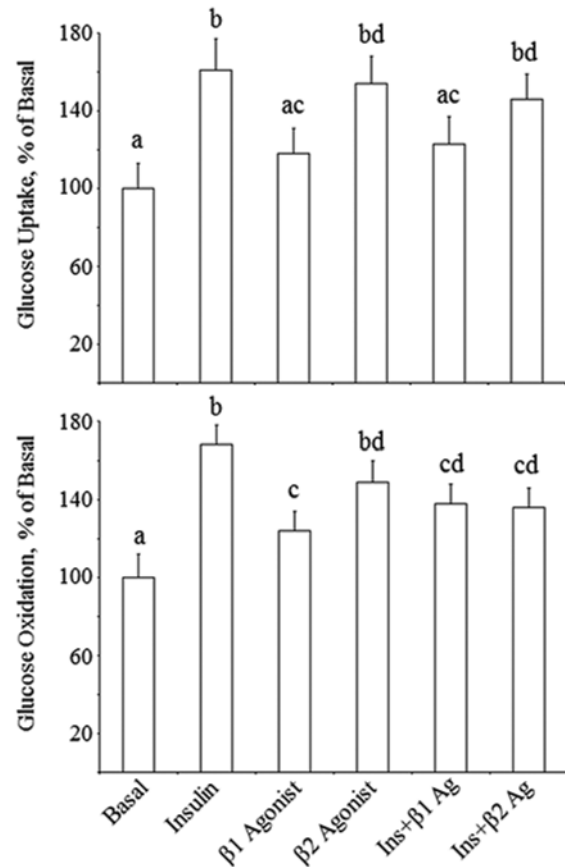 Glucose Uptake, % of Basal
180
140
100
60
20
a
b
ac
bd
ac
bd
Glucose Oxidation, % of Basal
180
140
100
60
20
a
b
c
bd
cd
cd
Basal
Insulin
β1 Agonist
β2 Agonist
Ins+β1 Ag
Ins+β2 Ag